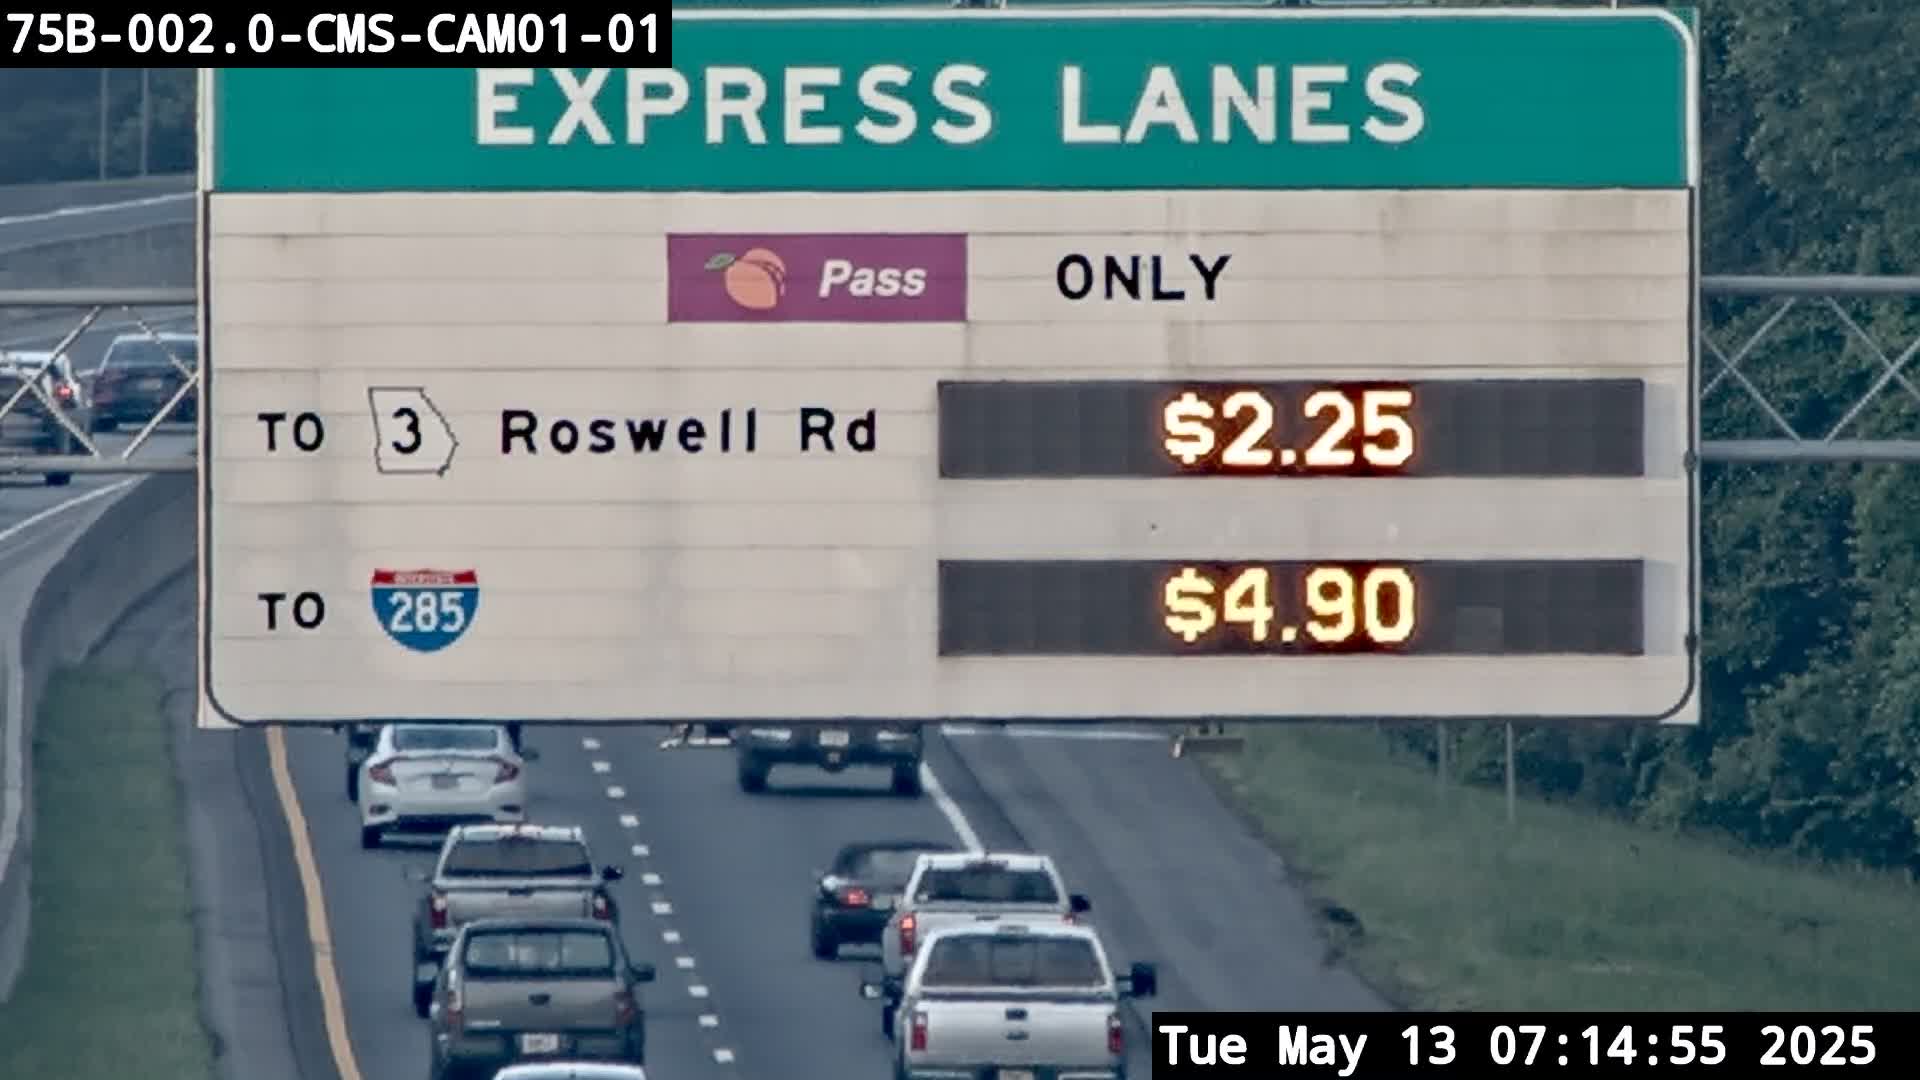 75B-002.0-CMS-CAM01-01
EXPRESS LANES
Pass ONLY
TO 3 Roswell Rd $2.25
TO 285 $4.90
Tue May 13 07:14:55 2025